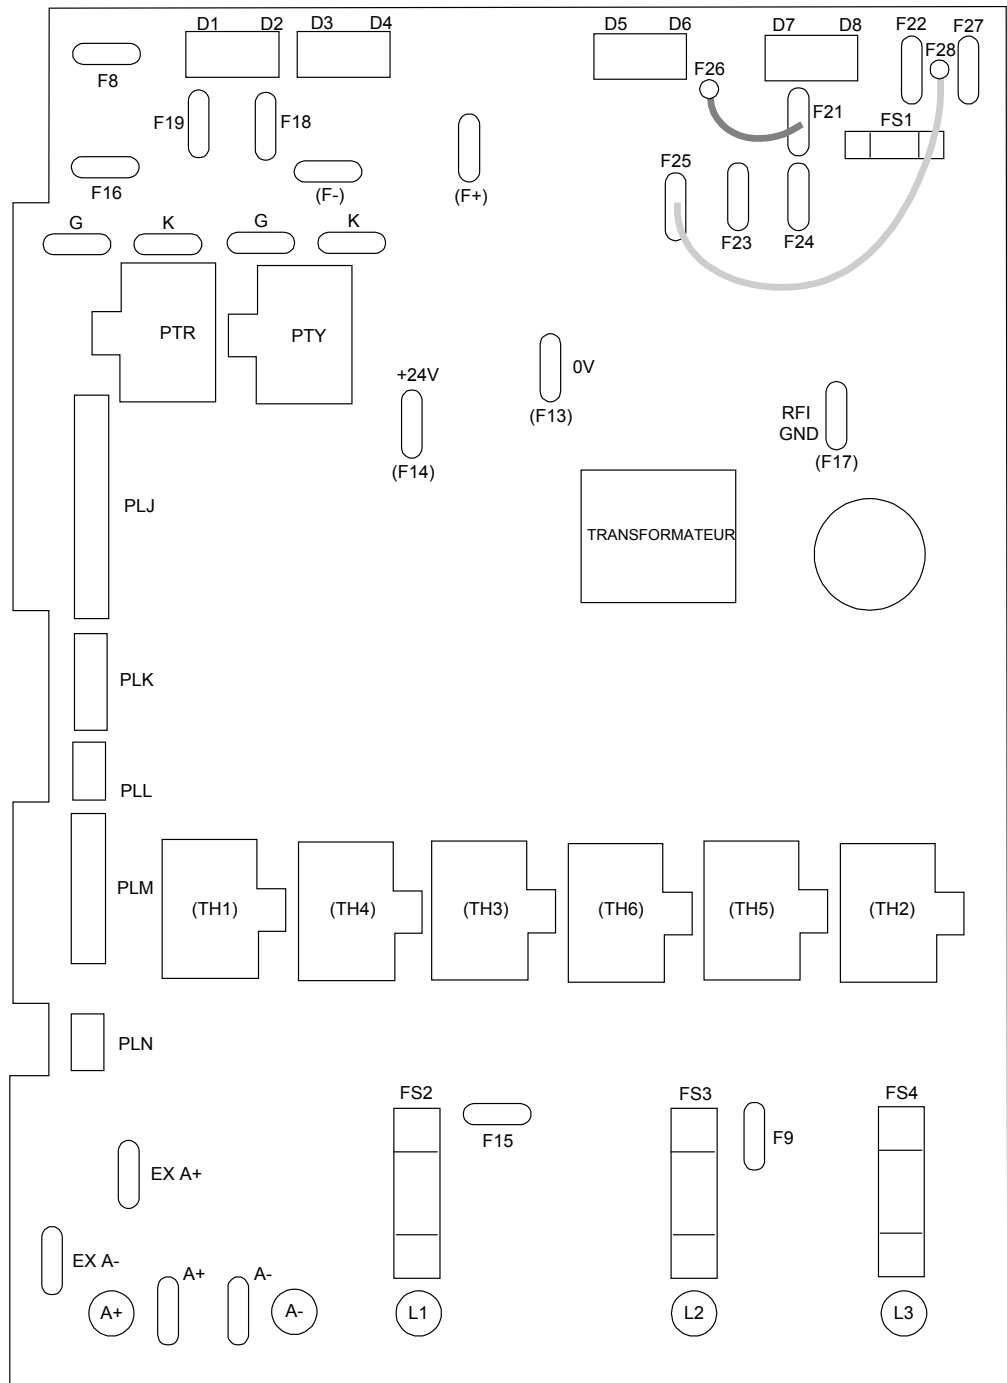 D1 D2 D3 D4 D5 D6 D7 D8 F22 F27
F8
F26
F28
F19 F18
F21
FS1
F16
(F-)
(F+)
F25
G K G K
F23 F24
PTR PTY
+24V
0V
(F13)
(F14)
RFI
GND
(F17)
PLJ
TRANSFORMATEUR
PLK
PLL
PLM
(TH1) (TH4) (TH3) (TH6) (TH5) (TH2)
PLN
FS2 FS3 FS4
F15
F9
EX A+
EX A-
A+ A-
A+ A- L1 L2 L3